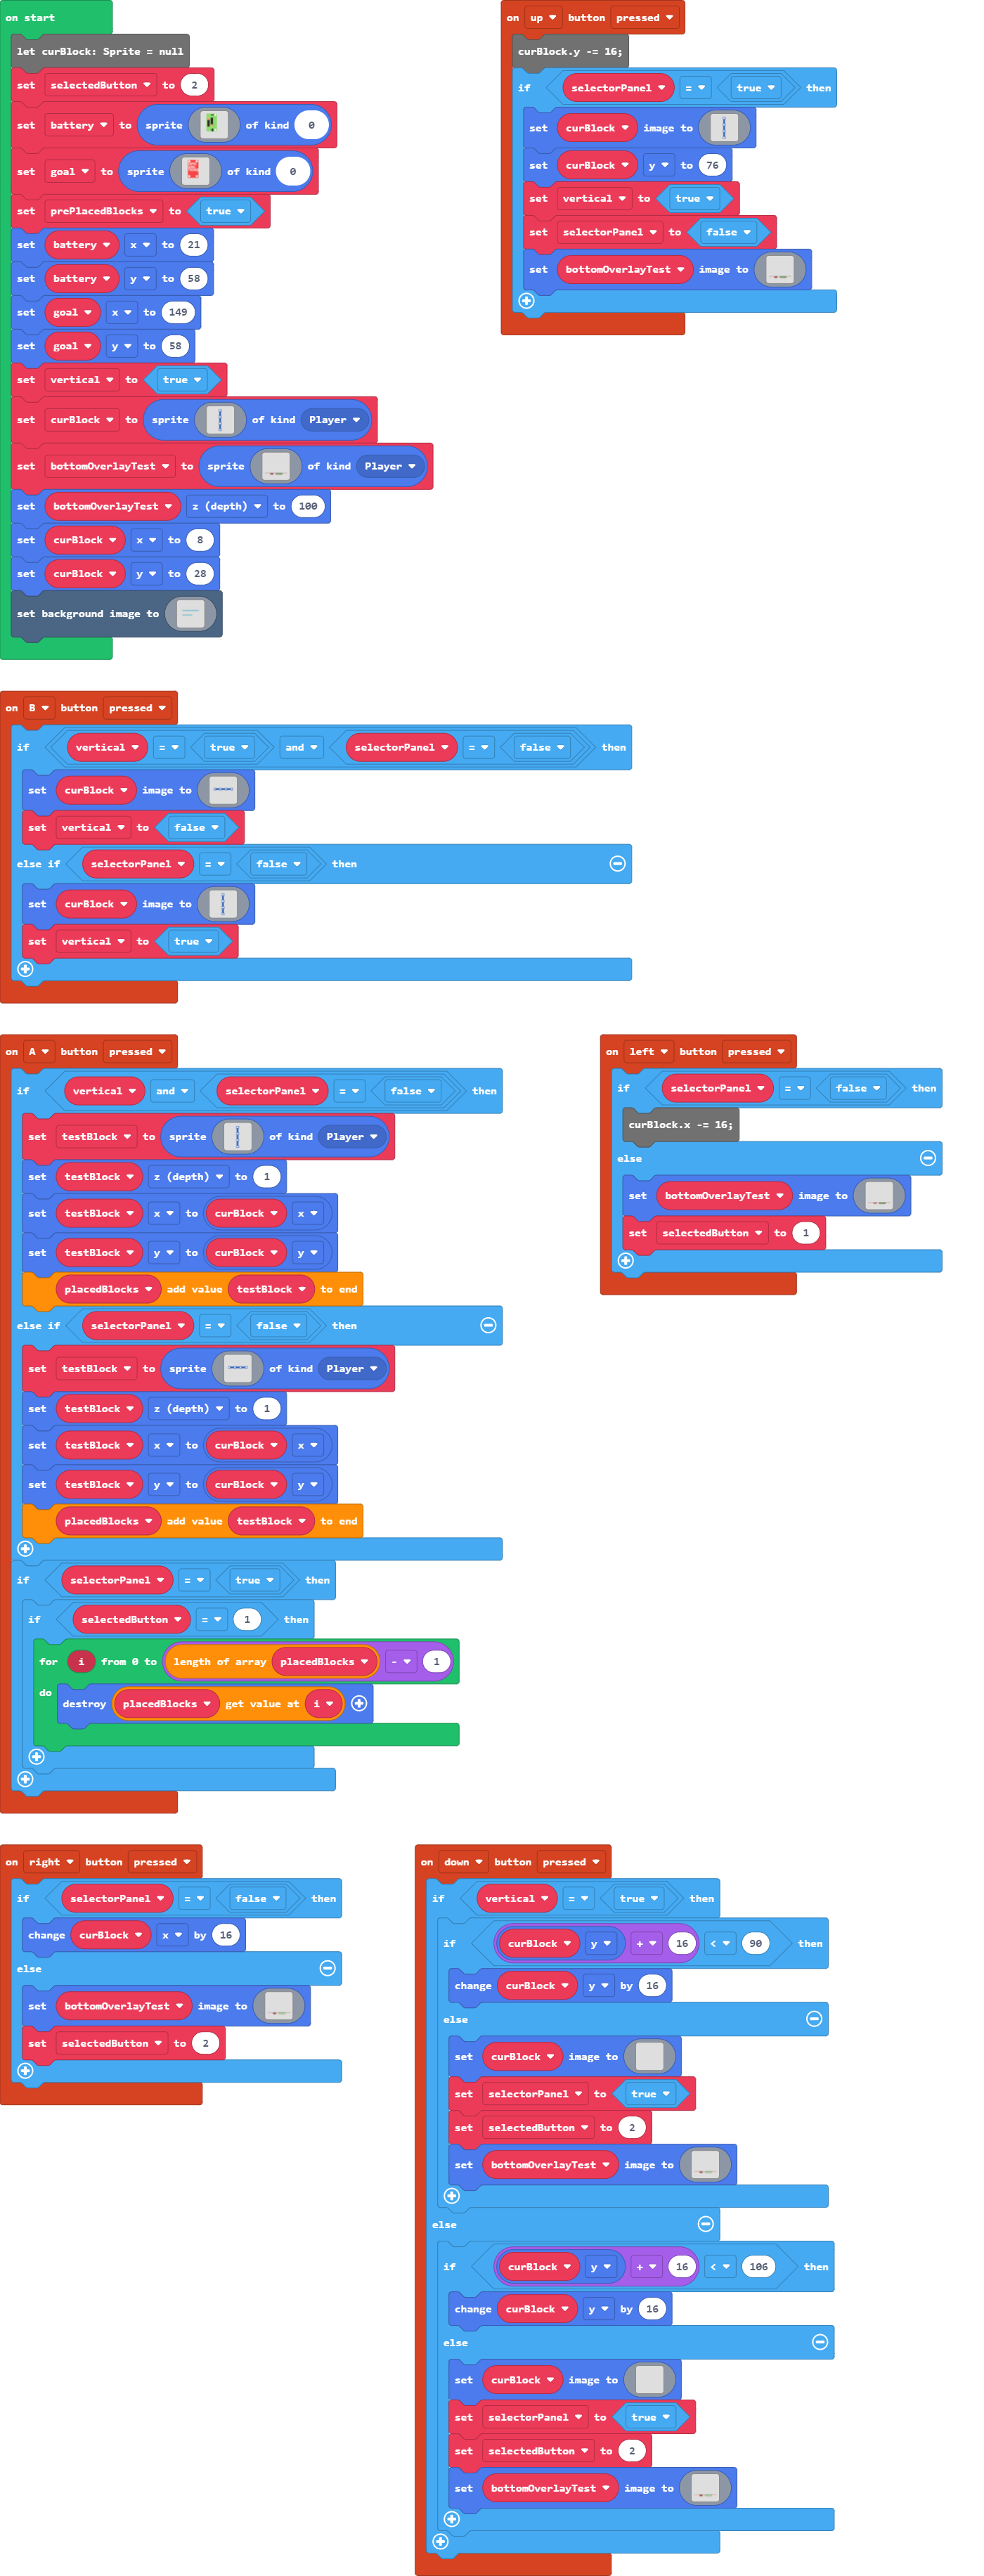 on start
let curBlock: Sprite = null
set selectedButton to 2
set battery to sprite of kind 0
set goal to sprite of kind 0
set prePlacedBlocks to true
set battery x to 21
set battery y to 58
set goal x to 149
set goal y to 58
set vertical to true
set curBlock to sprite of kind Player
set bottomOverlayTest to sprite of kind Player
set bottomOverlayTest z (depth) to 100
set curBlock x to 8
set curBlock y to 28
set background image to
on up button pressed
curBlock.y -= 16;
if selectorPanel = true then
set curBlock image to
set curBlock y to 76
set vertical to true
set selectorPanel to false
set bottomOverlayTest image to
on B button pressed
if vertical = true and selectorPanel = false then
set curBlock image to
set vertical to false
else if selectorPanel = false then
set curBlock image to
set vertical to true
on A button pressed
if vertical and selectorPanel = false then
set testBlock to sprite of kind Player
set testBlock z (depth) to 1
set testBlock x to curBlock x
set testBlock y to curBlock y
placedBlocks add value testBlock to end
else if selectorPanel = false then
set testBlock to sprite of kind Player
set testBlock z (depth) to 1
set testBlock x to curBlock x
set testBlock y to curBlock y
placedBlocks add value testBlock to end
if selectorPanel = true then
if selectedButton = 1 then
for i from 0 to length of array placedBlocks - 1
do
destroy placedBlocks get value at i
on left button pressed
if selectorPanel = false then
curBlock.x -= 16;
else
set bottomOverlayTest image to
set selectedButton to 1
on right button pressed
if selectorPanel = false then
change curBlock x by 16
else
set bottomOverlayTest image to
set selectedButton to 2
on down button pressed
if vertical = true then
if curBlock y + 16 < 90 then
change curBlock y by 16
else
set curBlock image to
set selectorPanel to true
set selectedButton to 2
set bottomOverlayTest image to
else
if curBlock y + 16 < 106 then
change curBlock y by 16
else
set curBlock image to
set selectorPanel to true
set selectedButton to 2
set bottomOverlayTest image to